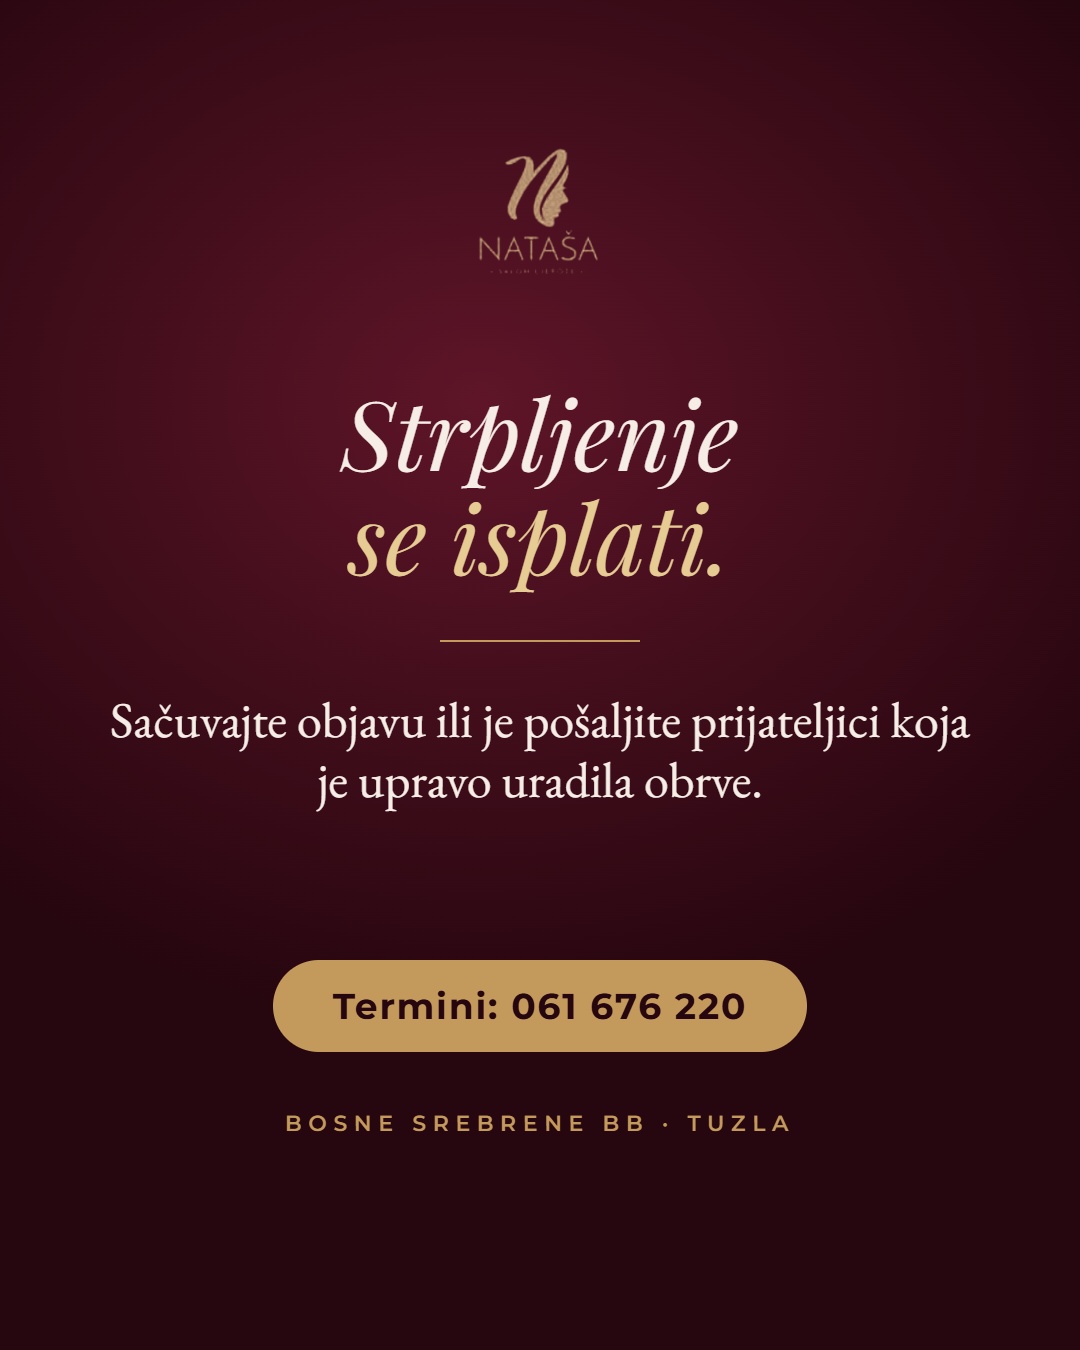 NATAŠA
Strpljenje
se isplati.
Sačuvajte objavu ili je pošaljite prijateljici koja
je upravo uradila obrve.
Termini: 061 676 220
BOSNE SREBRENE BB · TUZLA